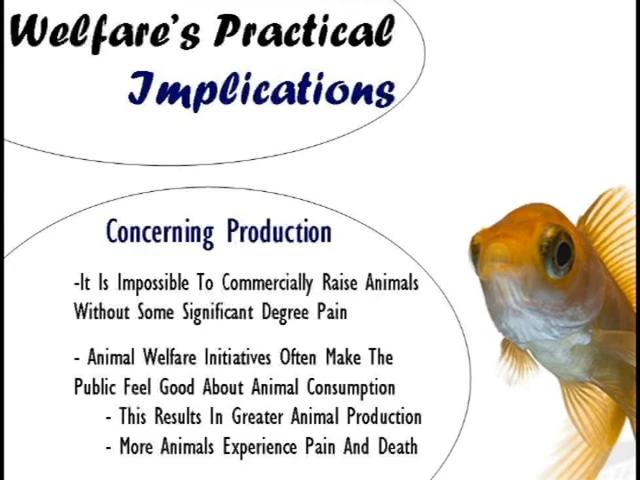 Welfare's Practical
Implications
Concerning Production
-It Is Impossible To Commercially Raise Animals
Without Some Significant Degree Pain
- Animal Welfare Initiatives Often Make The
Public Feel Good About Animal Consumption
- This Results In Greater Animal Production
- More Animals Experience Pain And Death